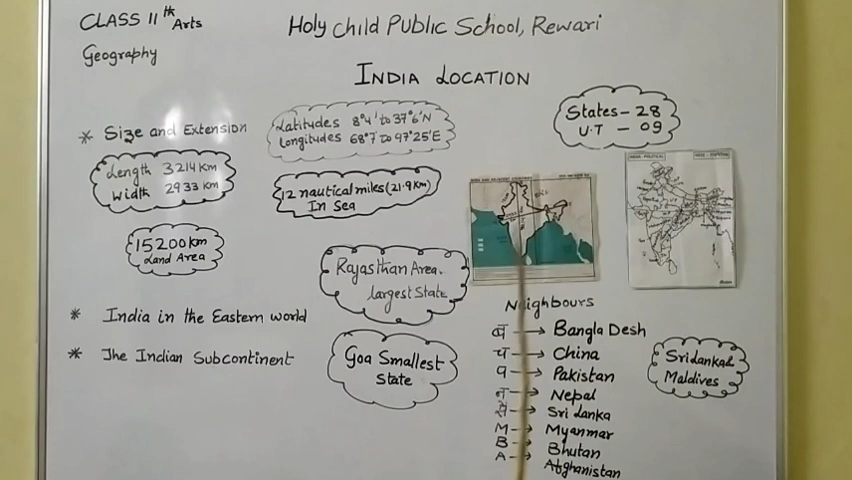 CLASS 11th Arts
Geography
Holy Child Public School, Rewari
INDIA LOCATION
* Size and Extension
Latitudes 8°4' to 37°6'N
Longitudes 68°7' to 97°25'E
States - 28
U.T - 09
Length 3214 km
Width 2933 km
12 nautical miles (21.9 km)
In Sea
15200 km
Land Area
Rajasthan Area.
largest State
* India in the Eastern world
* The Indian Subcontinent
Goa Smallest
State
Neighbours
ब → Bangla Desh
च → China
प → Pakistan
न → Nepal
से → Sri Lanka
M → Myanmar
B → Bhutan
A → Afghanistan
Sri Lanka
Maldives